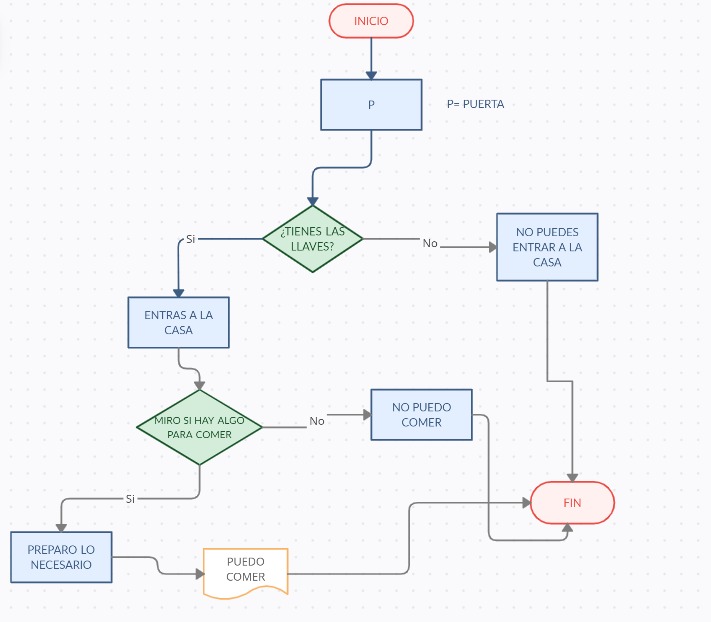 INICIO
P
P= PUERTA
¿TIENES LAS
LLAVES?
Si
No
NO PUEDES
ENTRAR A LA
CASA
ENTRAS A LA
CASA
MIRO SI HAY ALGO
PARA COMER
No
NO PUEDO
COMER
Si
FIN
PREPARO LO
NECESARIO
PUEDO
COMER